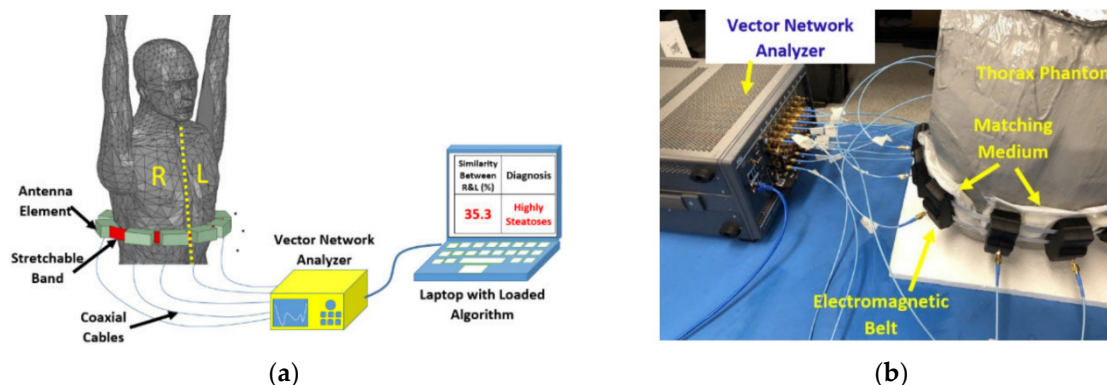 R
L
Antenna
Element
Stretchable
Band
Coaxial
Cables
Vector Network
Analyzer
Similarity
Between
R&L (%)
Diagnosis
35.3
Highly
Steatoses
Laptop with Loaded
Algorithm
(a)
Vector Network
Analyzer
Thorax Phantom
Matching
Medium
Electromagnetic
Belt
(b)